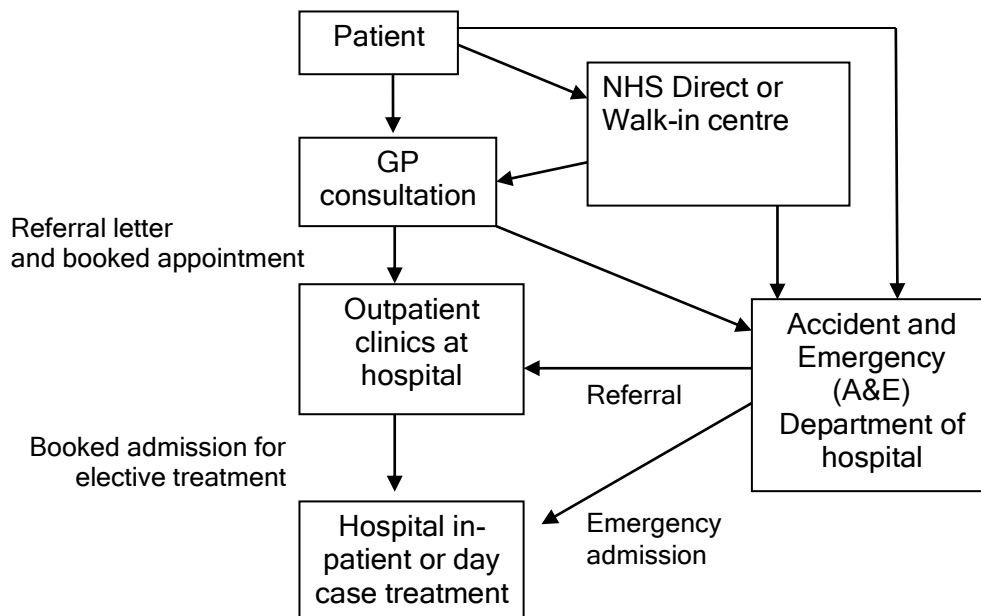 Patient
NHS Direct or
Walk-in centre
GP
consultation
Referral letter
and booked appointment
Outpatient
clinics at
hospital
Accident and
Emergency
(A&E)
Department of
hospital
Referral
Booked admission for
elective treatment
Hospital in-
patient or day
case treatment
Emergency
admission